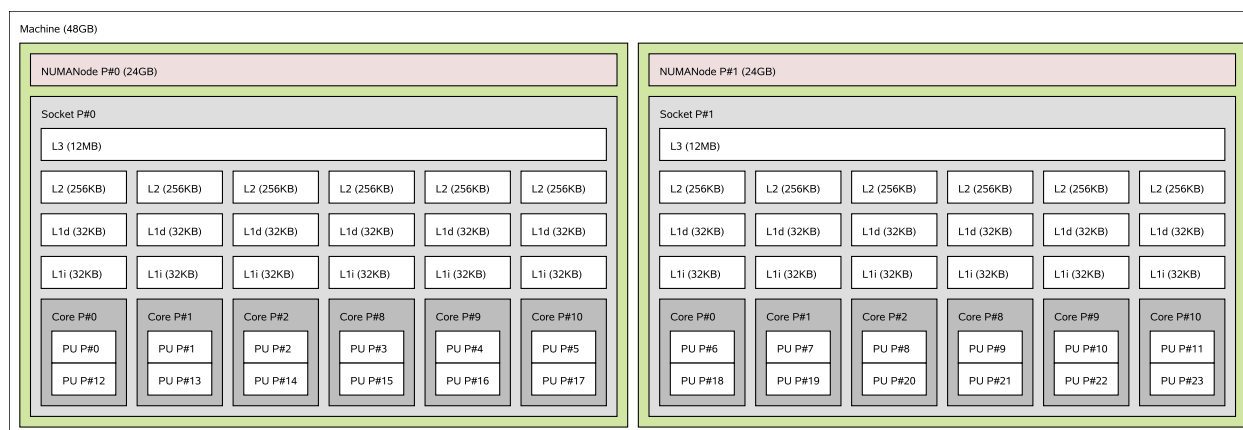 Machine (48GB)
NUMANode P#0 (24GB)
Socket P#0
L3 (12MB)
L2 (256KB) L2 (256KB) L2 (256KB) L2 (256KB) L2 (256KB) L2 (256KB)
L1d (32KB) L1d (32KB) L1d (32KB) L1d (32KB) L1d (32KB) L1d (32KB)
L1i (32KB) L1i (32KB) L1i (32KB) L1i (32KB) L1i (32KB) L1i (32KB)
Core P#0 Core P#1 Core P#2 Core P#8 Core P#9 Core P#10
PU P#0 PU P#1 PU P#2 PU P#3 PU P#4 PU P#5
PU P#12 PU P#13 PU P#14 PU P#15 PU P#16 PU P#17
NUMANode P#1 (24GB)
Socket P#1
L3 (12MB)
L2 (256KB) L2 (256KB) L2 (256KB) L2 (256KB) L2 (256KB) L2 (256KB)
L1d (32KB) L1d (32KB) L1d (32KB) L1d (32KB) L1d (32KB) L1d (32KB)
L1i (32KB) L1i (32KB) L1i (32KB) L1i (32KB) L1i (32KB) L1i (32KB)
Core P#0 Core P#1 Core P#2 Core P#8 Core P#9 Core P#10
PU P#6 PU P#7 PU P#8 PU P#9 PU P#10 PU P#11
PU P#18 PU P#19 PU P#20 PU P#21 PU P#22 PU P#23